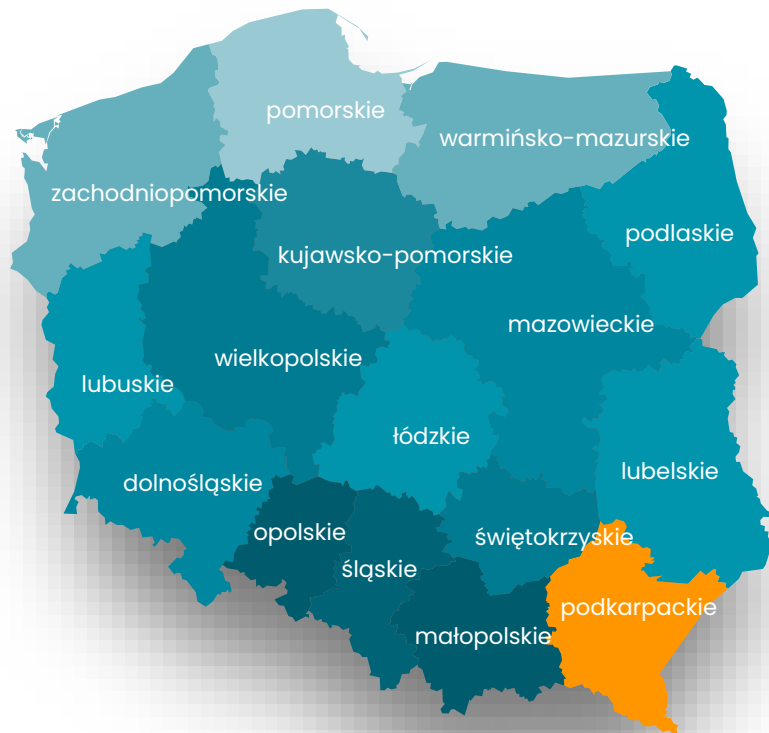 pomorskie
warmińsko-mazurskie
zachodniopomorskie
podlaskie
kujawsko-pomorskie
mazowieckie
wielkopolskie
lubuskie
łódzkie
lubelskie
dolnośląskie
opolskie
świętokrzyskie
śląskie
podkarpackie
małopolskie